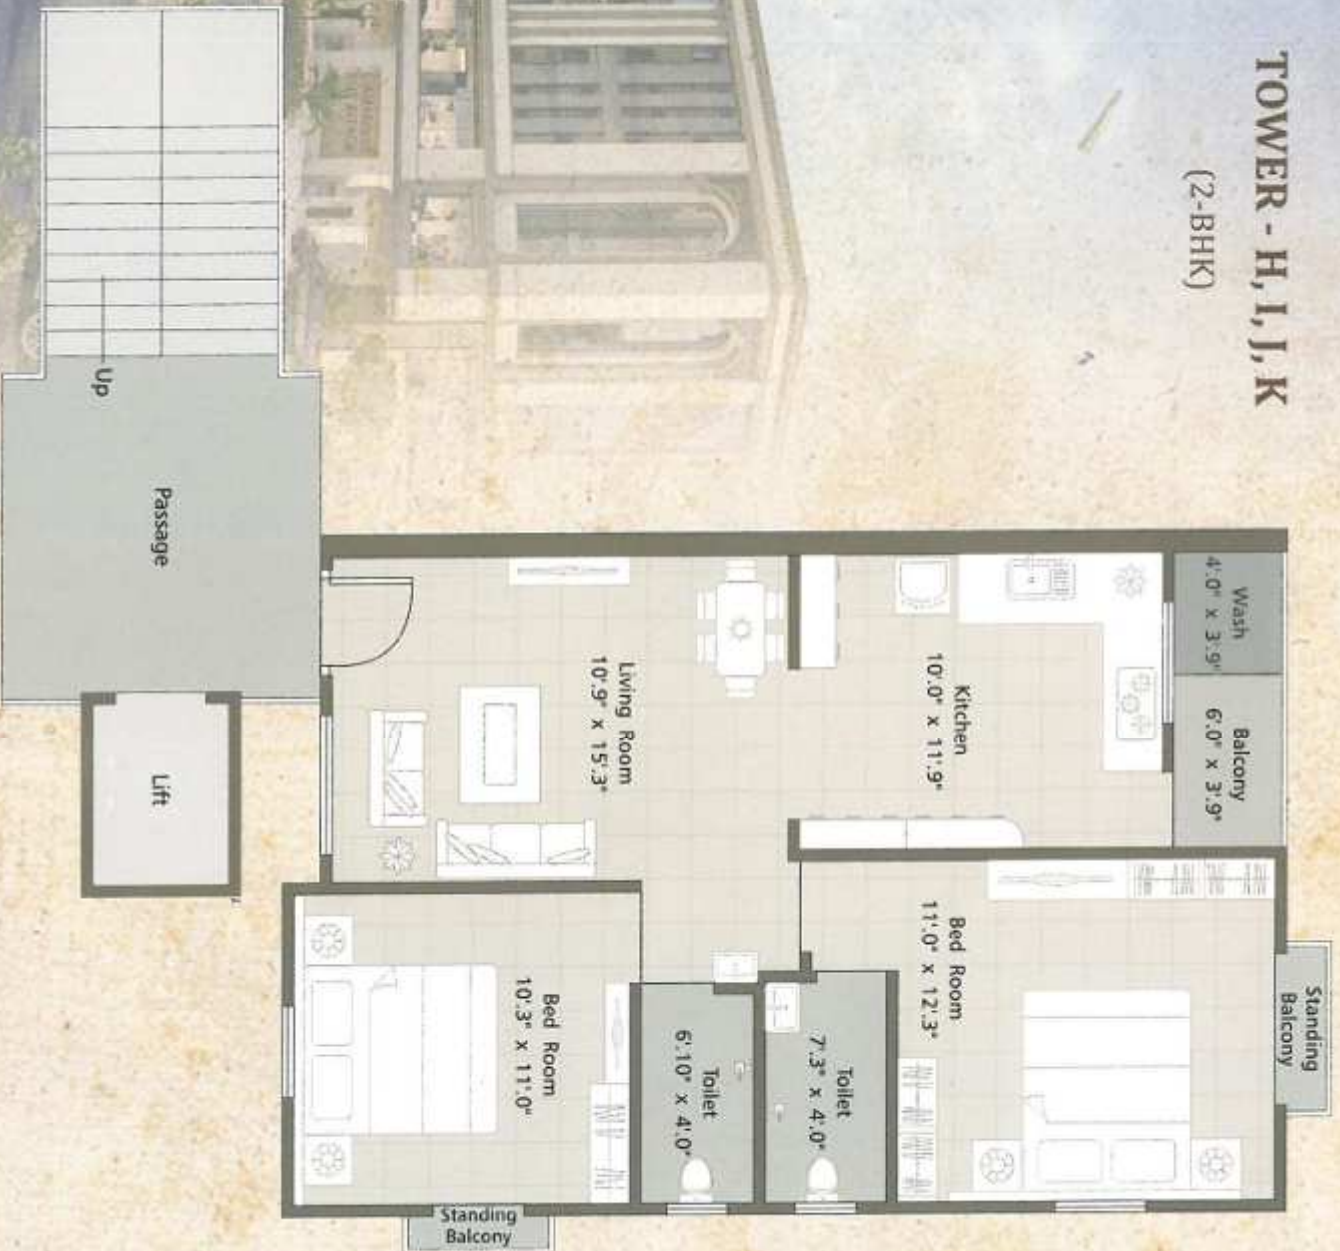 TOWER - H, I, J, K
(2-BHK)
Wash
4'.0" x 3'.9"
Balcony
6'.0" x 3'.9"
Standing
Balcony
Kitchen
10'.0" x 11'.9"
Bed Room
11'.0" x 12'.3"
Living Room
10'.9" x 15'.3"
Toilet
7'.3" x 4'.0"
Toilet
6'.10" x 4'.0"
Bed Room
10'.3" x 11'.0"
Standing
Balcony
Up
Passage
Lift